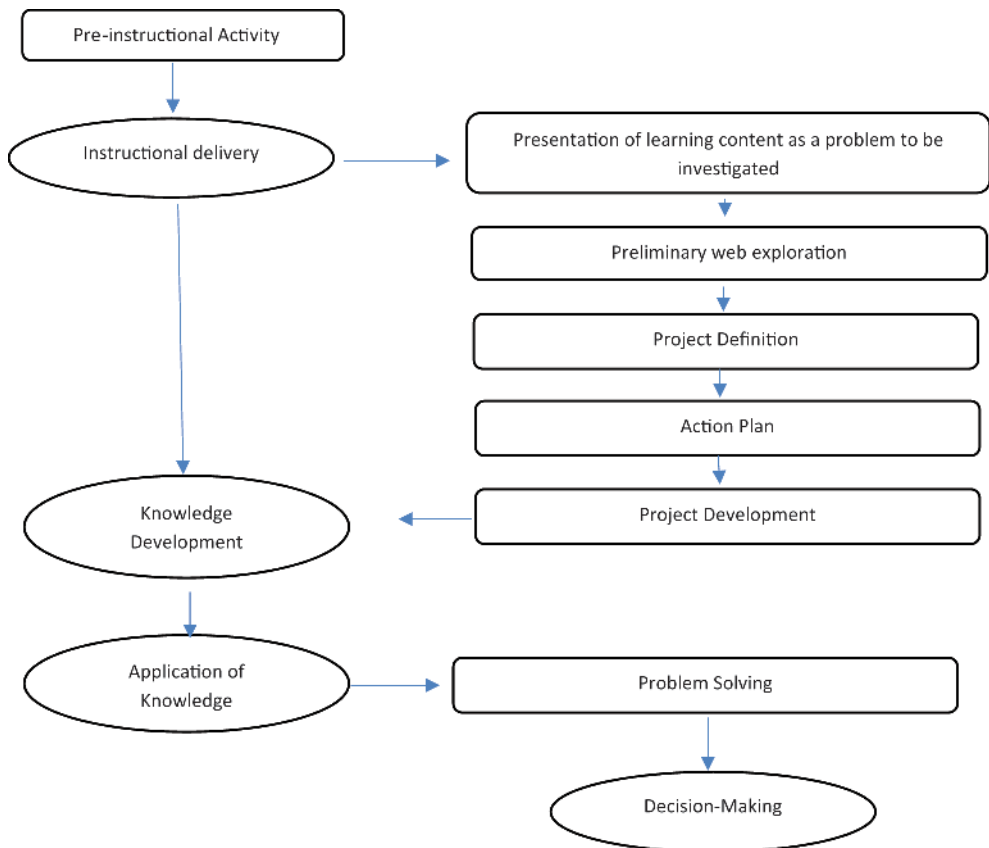 Pre-instructional Activity
Instructional delivery
Presentation of learning content as a problem to be
investigated
Preliminary web exploration
Project Definition
Action Plan
Project Development
Knowledge
Development
Application of
Knowledge
Problem Solving
Decision-Making